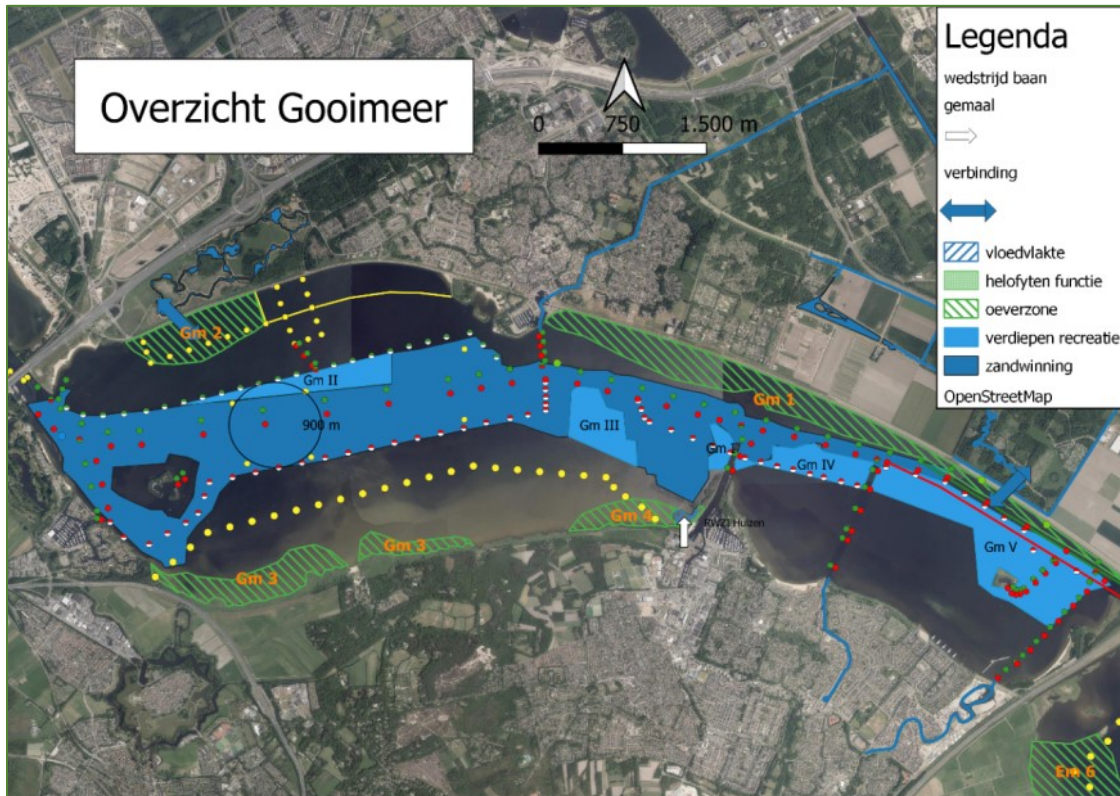 Overzicht Gooimeer
0 750 1.500 m
Legenda
wedstrijd baan
gemaal
verbinding
vloedvlakte
helofyten functie
oeverzone
verdiepen recreatie
zandwinning
OpenStreetMap
Gm 2
Gm II
900 m
Gm 1
Gm III
Gm I
Gm IV
Gm 4
RWZI Huizen
Gm V
Gm 3
Gm 3
Em 6